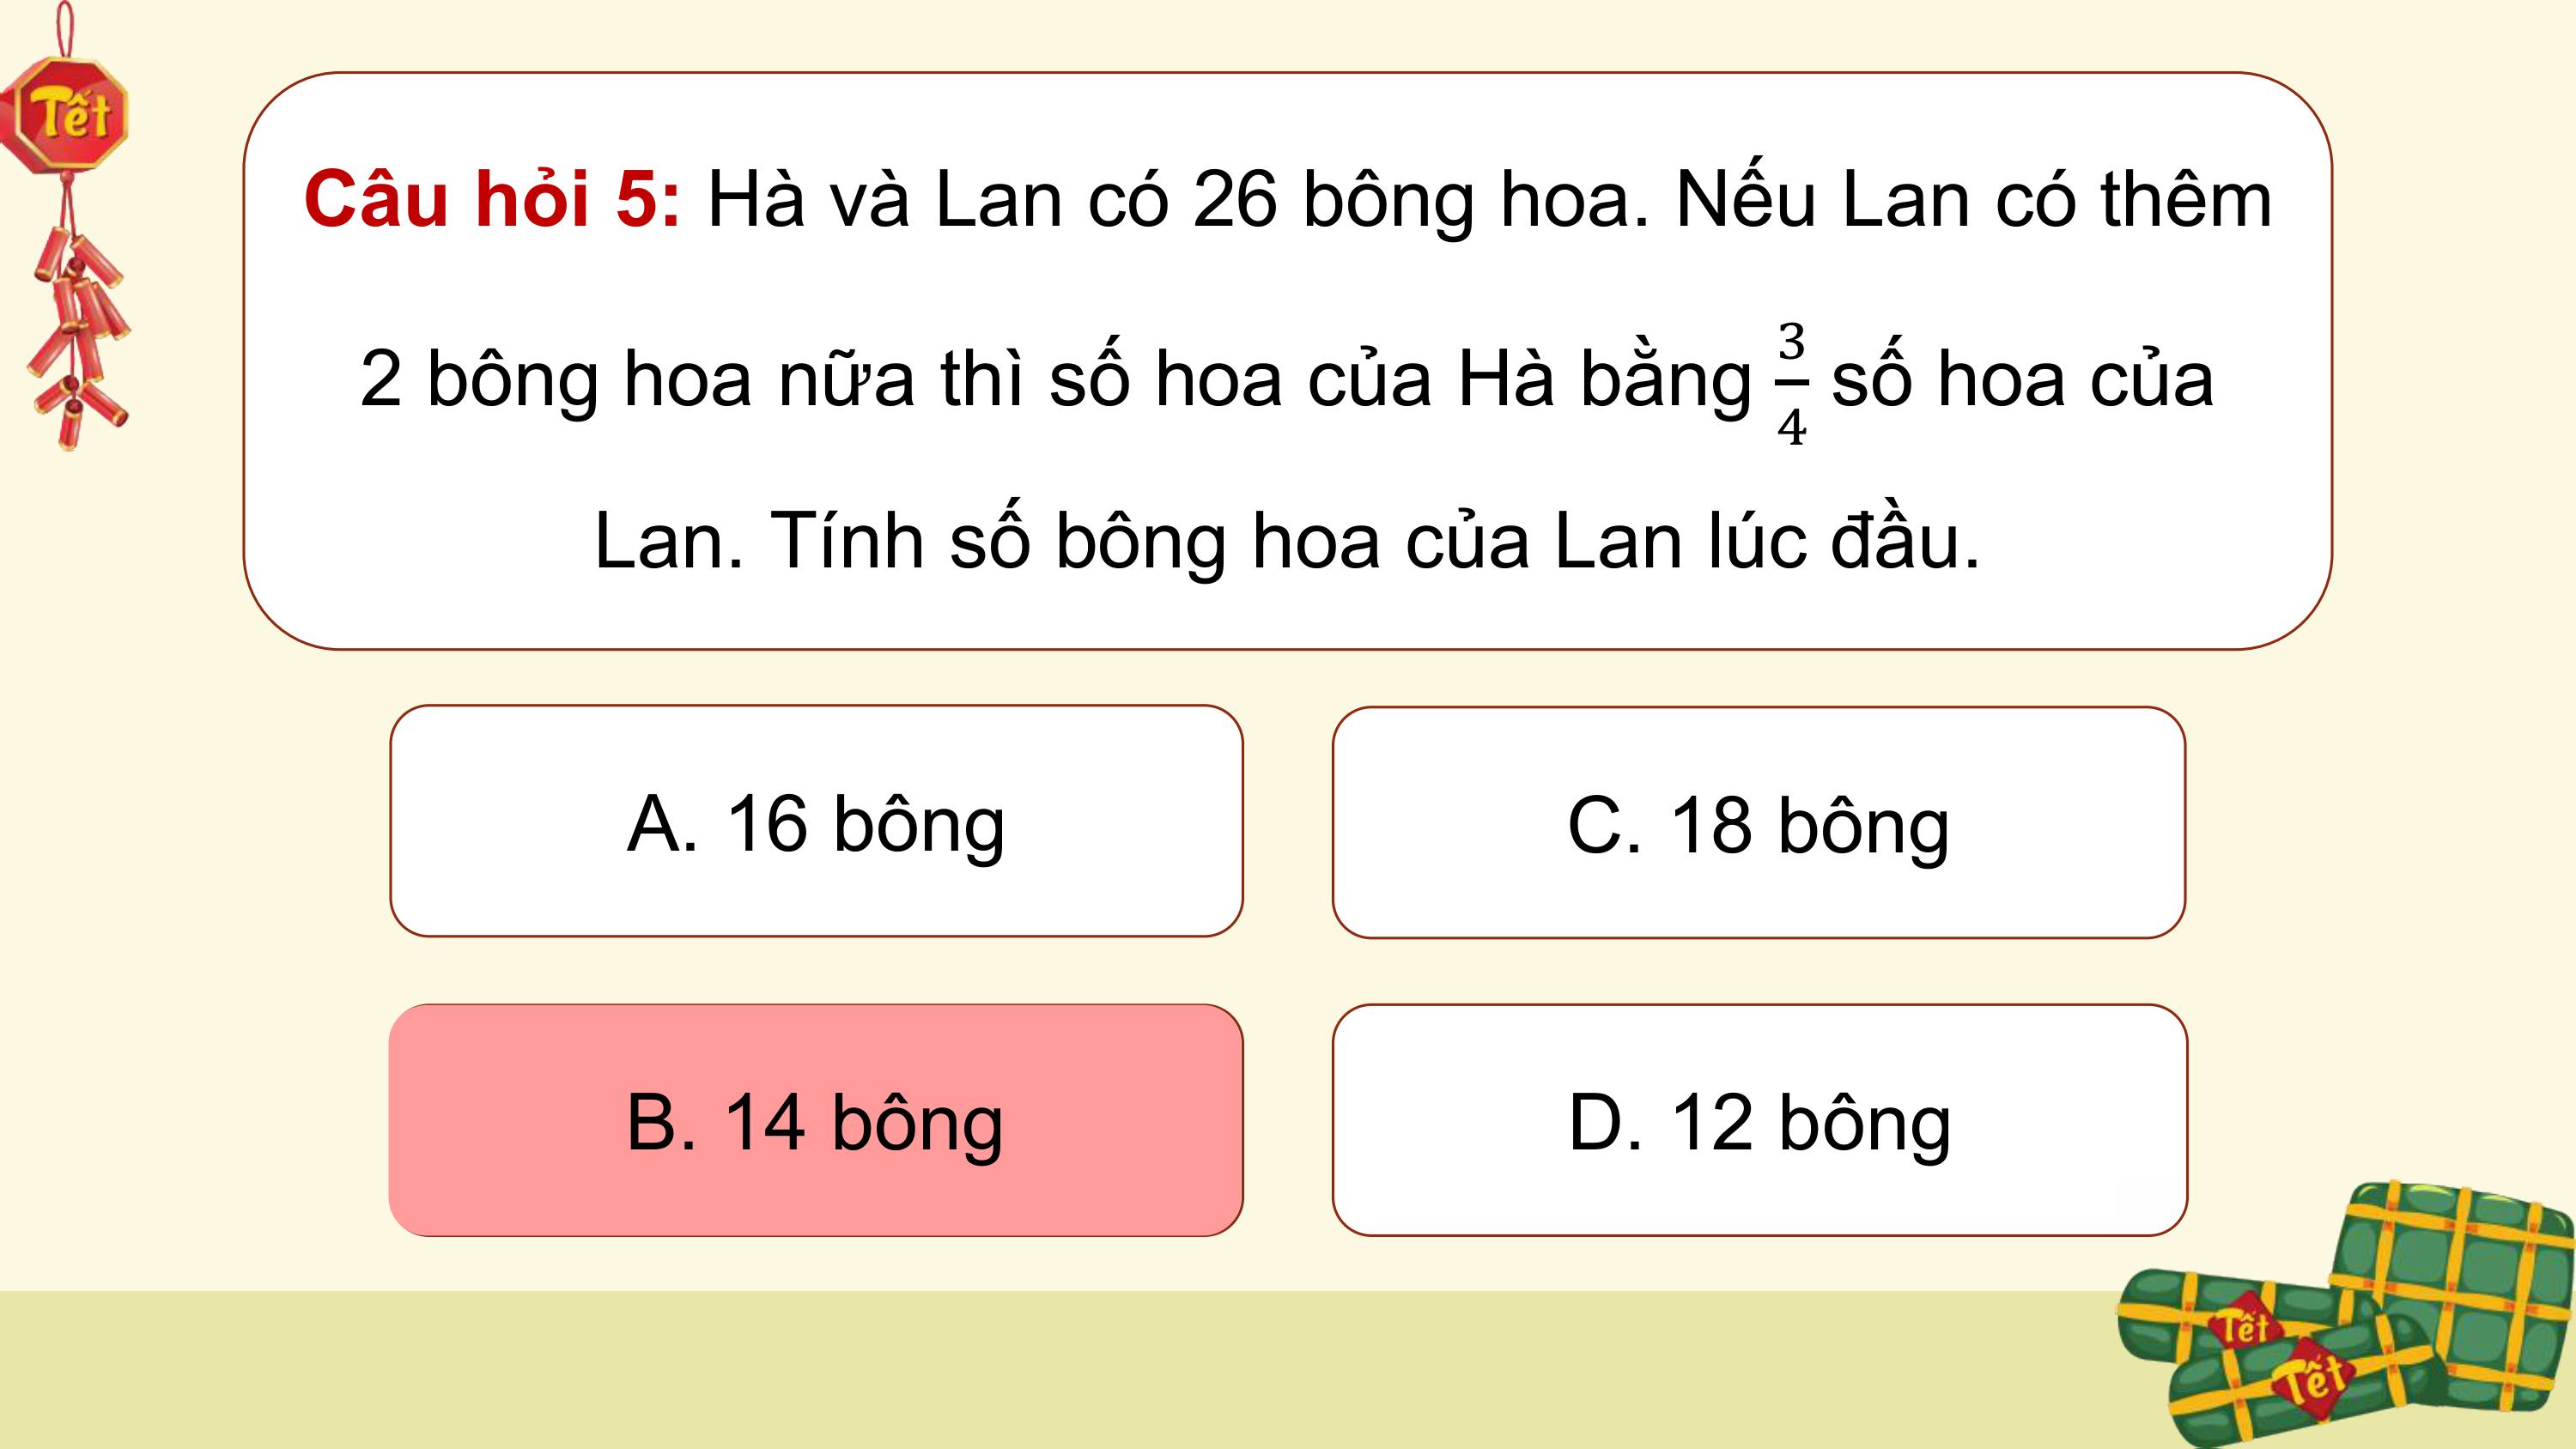 Tết
Câu hỏi 5: Hà và Lan có 26 bông hoa. Nếu Lan có thêm
2 bông hoa nữa thì số hoa của Hà bằng 3/4 số hoa của
Lan. Tính số bông hoa của Lan lúc đầu.
A. 16 bông
C. 18 bông
B. 14 bông
D. 12 bông
Tết
Tết